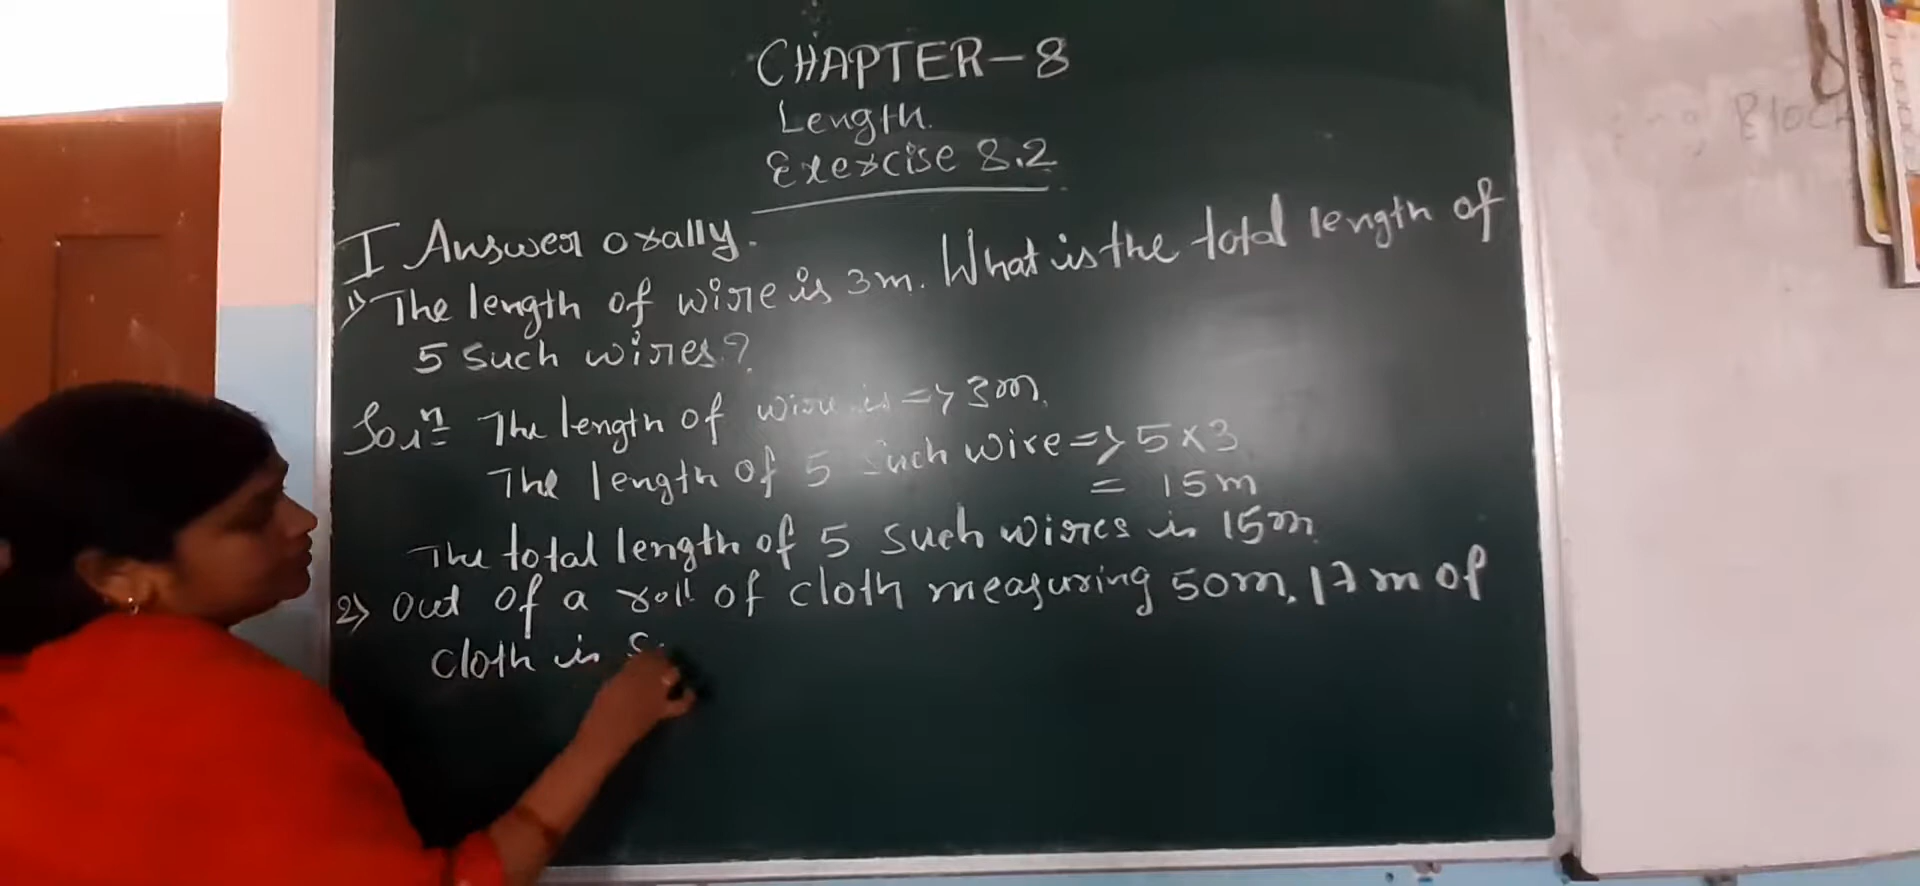 CHAPTER-8
Length.
Exercise 8.2
I Answer orally.
1) The length of wire is 3m. What is the total length of
5 such wires?
Solⁿ= The length of wire is => 3m.
The length of 5 such wire => 5×3
= 15m
The total length of 5 such wires is 15m.
2) Out of a roll of cloth measuring 50m, 17m of
cloth is
Block